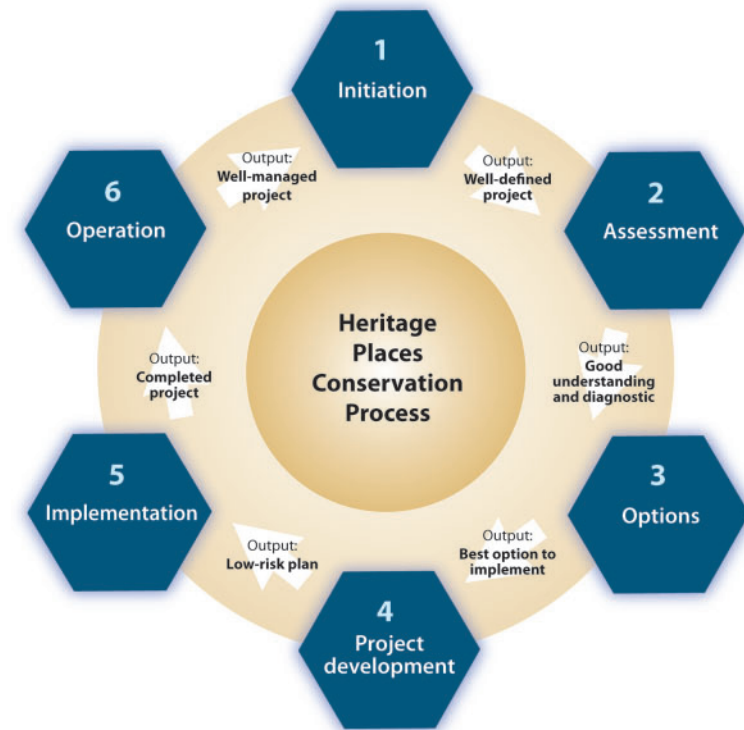 1
Initiation
Output:
Well-defined
project
2
Assessment
Output:
Good
understanding
and diagnostic
3
Options
Output:
Best option to
implement
4
Project
development
Output:
Low-risk plan
5
Implementation
Output:
Completed
project
6
Operation
Output:
Well-managed
project
Heritage
Places
Conservation
Process